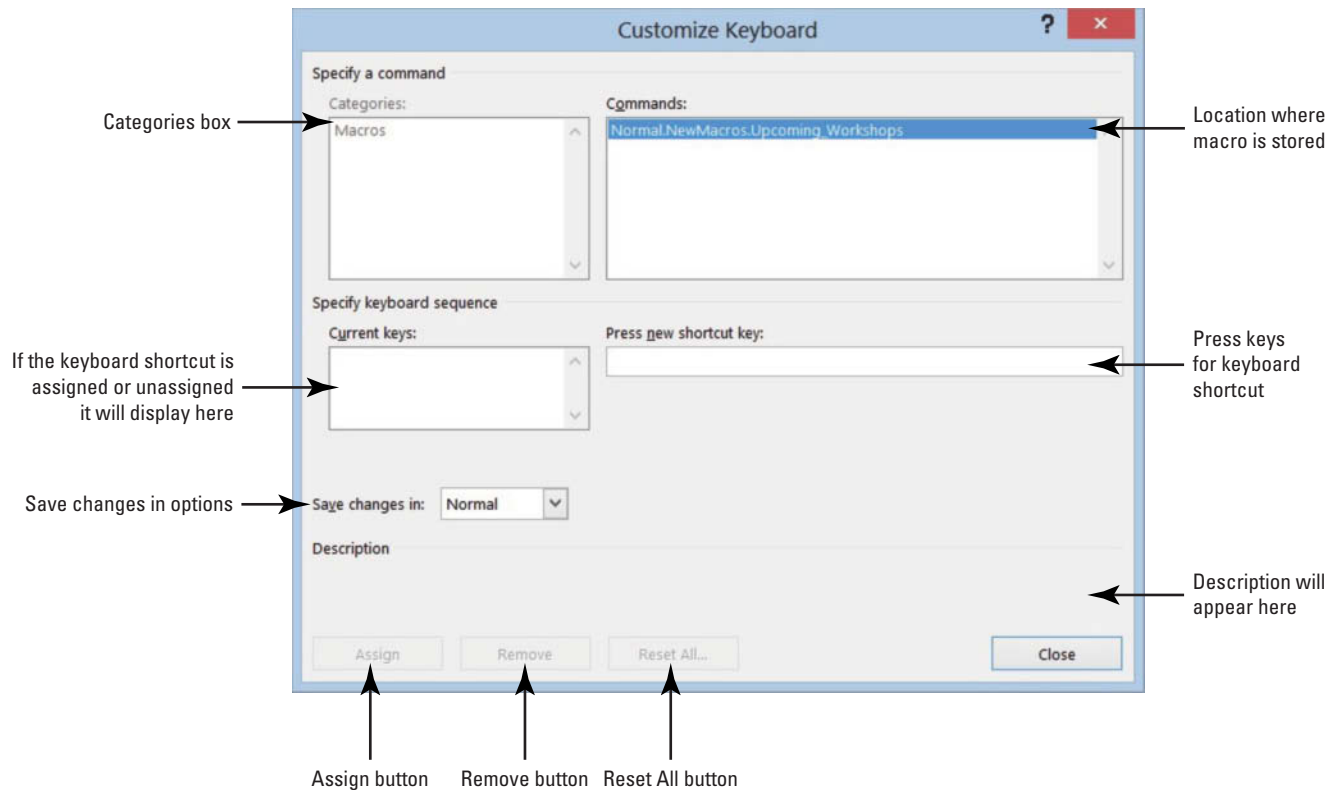 Customize Keyboard
?
×
Specify a command
Categories:
Commands:
Categories box
Macros
Normal.NewMacros.Upcoming_Workshops
Location where
macro is stored
Specify keyboard sequence
Current keys:
Press new shortcut key:
If the keyboard shortcut is
assigned or unassigned
it will display here
Press keys
for keyboard
shortcut
Save changes in options
Save changes in:
Normal
Description
Description will
appear here
Assign
Remove
Reset All...
Close
Assign button
Remove button
Reset All button